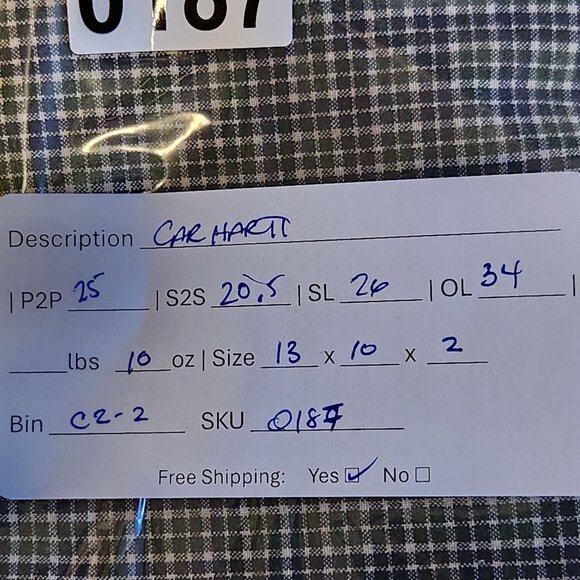 0187
Description CARHARTT
| P2P 25 | S2S 20.5 | SL 26 | OL 34 |
lbs 10 oz | Size 13 x 10 x 2
Bin C2-2 SKU 0187
Free Shipping: Yes ☑ No ☐